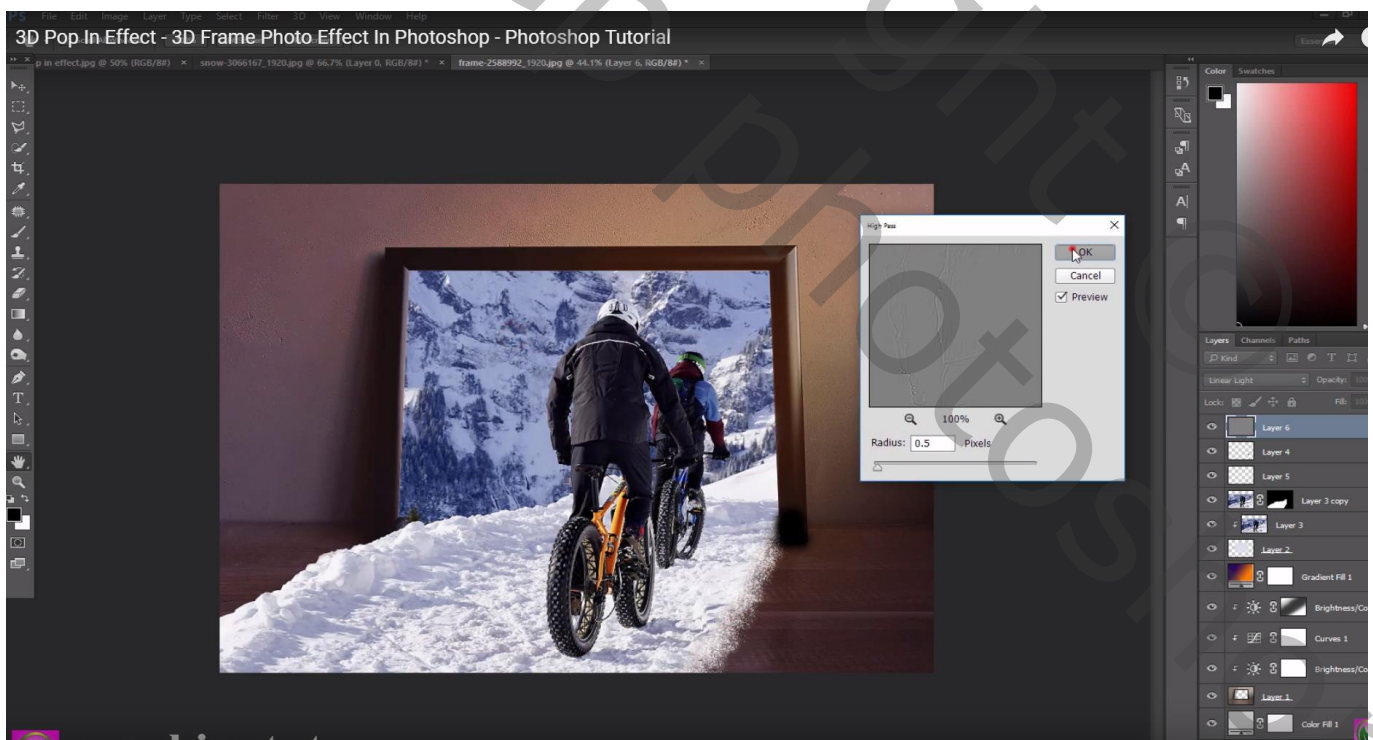 PS File Edit Image Layer Type Select Filter 3D View Window Help
3D Pop In Effect - 3D Frame Photo Effect In Photoshop - Photoshop Tutorial
p in effect.jpg @ 50% (RGB/8#) × snow-3066167_1920.jpg @ 66.7% (Layer 0, RGB/8#) * × frame-2588992_1920.jpg @ 44.1% (Layer 6, RGB/8#) * ×
Color Swatches
High Pass
OK
Cancel
Preview
100%
Radius: 0.5 Pixels
Layers Channels Paths
Kind
Linear Light Opacity:
Lock: Fill:
Layer 6
Layer 4
Layer 5
Layer 3 copy
Layer 3
Layer 2
Gradient Fill 1
Brightness/Co
Curves 1
Brightness/Co
Layer 1
Color Fill 1
photosho